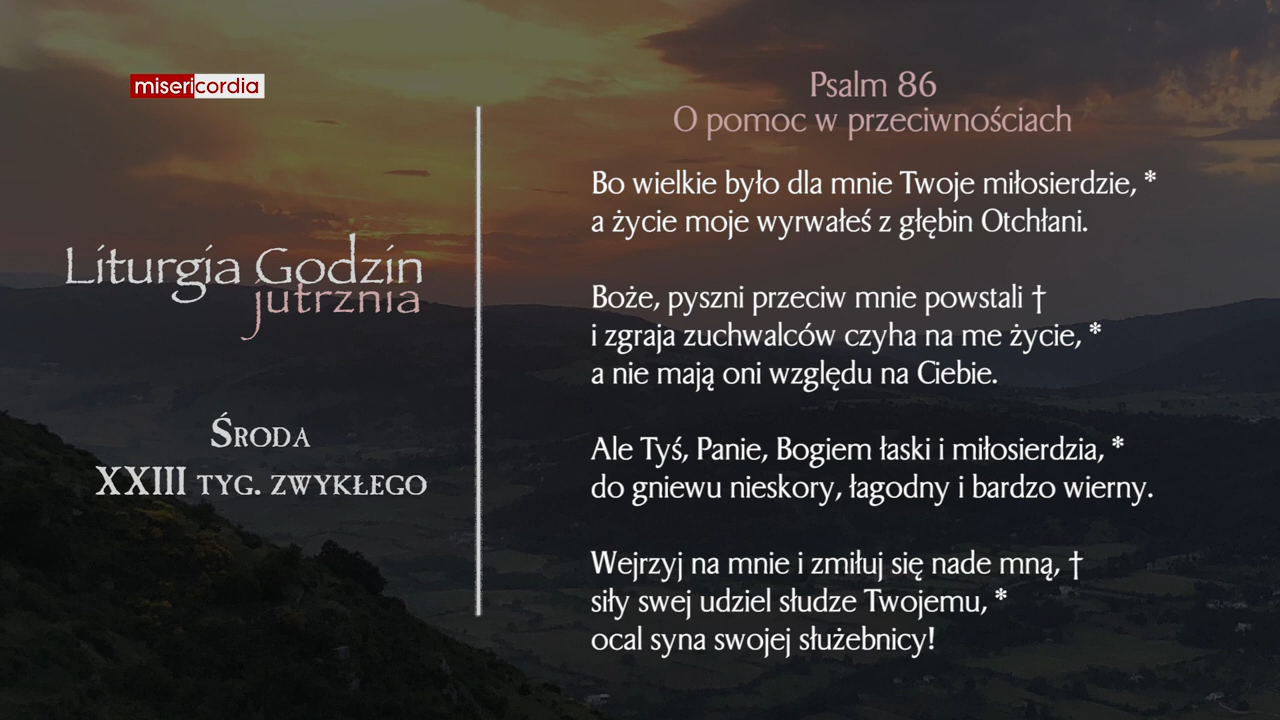 misericordia
Liturgia Godzin
jutrznia
Środa
XXIII tyg. zwykłego
Psalm 86
O pomoc w przeciwnościach
Bo wielkie było dla mnie Twoje miłosierdzie, *
a życie moje wyrwałeś z głębin Otchłani.
Boże, pyszni przeciw mnie powstali †
i zgraja zuchwalców czyha na me życie, *
a nie mają oni względu na Ciebie.
Ale Tyś, Panie, Bogiem łaski i miłosierdzia, *
do gniewu nieskory, łagodny i bardzo wierny.
Wejrzyj na mnie i zmiłuj się nade mną, †
siły swej udziel słudze Twojemu, *
ocal syna swojej służebnicy!